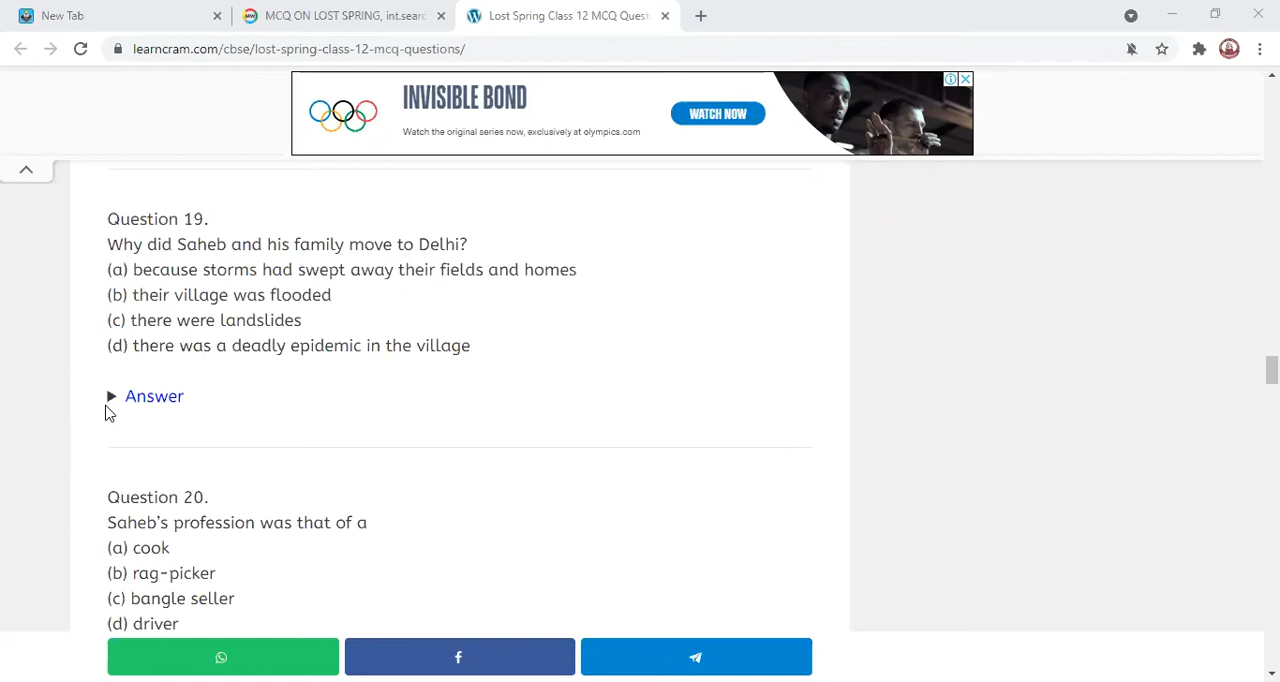 New Tab
MCQ ON LOST SPRING, int.searc
Lost Spring Class 12 MCQ Quest
learncram.com/cbse/lost-spring-class-12-mcq-questions/
INVISIBLE BOND
Watch the original series now, exclusively at olympics.com
WATCH NOW
Question 19.
Why did Saheb and his family move to Delhi?
(a) because storms had swept away their fields and homes
(b) their village was flooded
(c) there were landslides
(d) there was a deadly epidemic in the village
Answer
Question 20.
Saheb’s profession was that of a
(a) cook
(b) rag-picker
(c) bangle seller
(d) driver